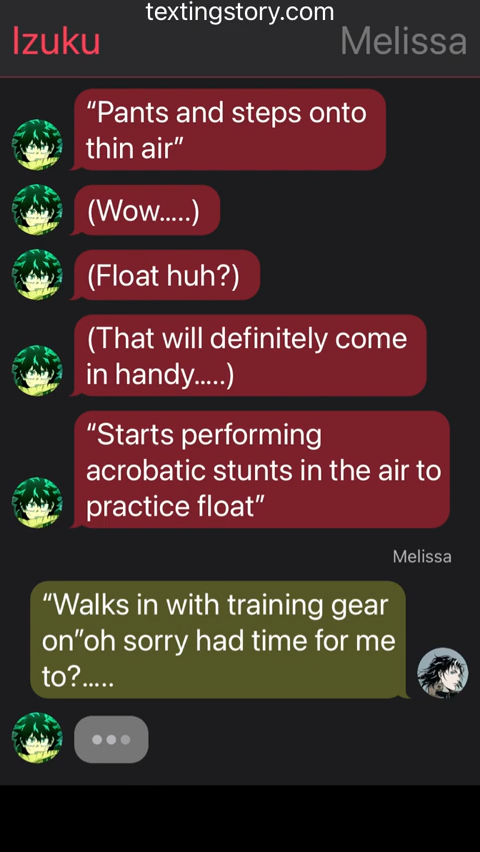 textingstory.com
Izuku Melissa
“Pants and steps onto
thin air”
(Wow.....)
(Float huh?)
(That will definitely come
in handy.....)
“Starts performing
acrobatic stunts in the air to
practice float”
Melissa
“Walks in with training gear
on”oh sorry had time for me
to?.....